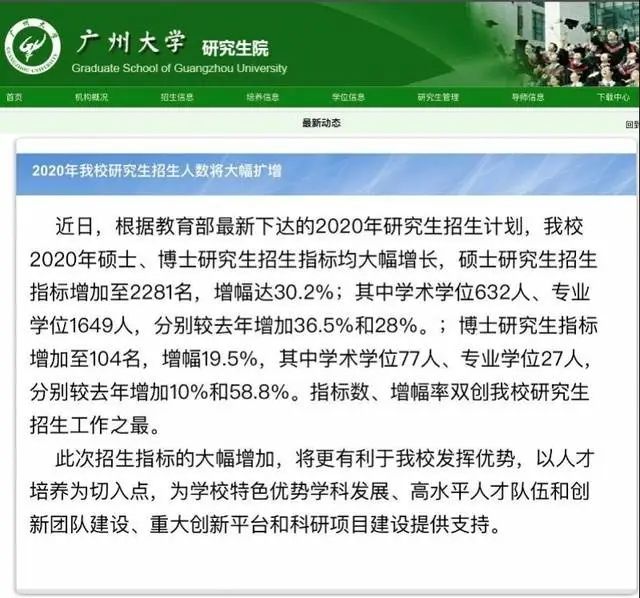 广州大学 研究生院
Graduate School of Guangzhou University
首页 机构概况 招生信息 培养信息 学位信息 研究生管理 导师信息 下载中心
最新动态
回到
2020年我校研究生招生人数将大幅扩增
近日，根据教育部最新下达的2020年研究生招生计划，我校
2020年硕士、博士研究生招生指标均大幅增长，硕士研究生招生
指标增加至2281名，增幅达30.2%；其中学术学位632人、专业
学位1649人，分别较去年增加36.5%和28%。；博士研究生指标
增加至104名，增幅19.5%，其中学术学位77人、专业学位27人，
分别较去年增加10%和58.8%。指标数、增幅率双创我校研究生
招生工作之最。
此次招生指标的大幅增加，将更有利于我校发挥优势，以人才
培养为切入点，为学校特色优势学科发展、高水平人才队伍和创
新团队建设、重大创新平台和科研项目建设提供支持。